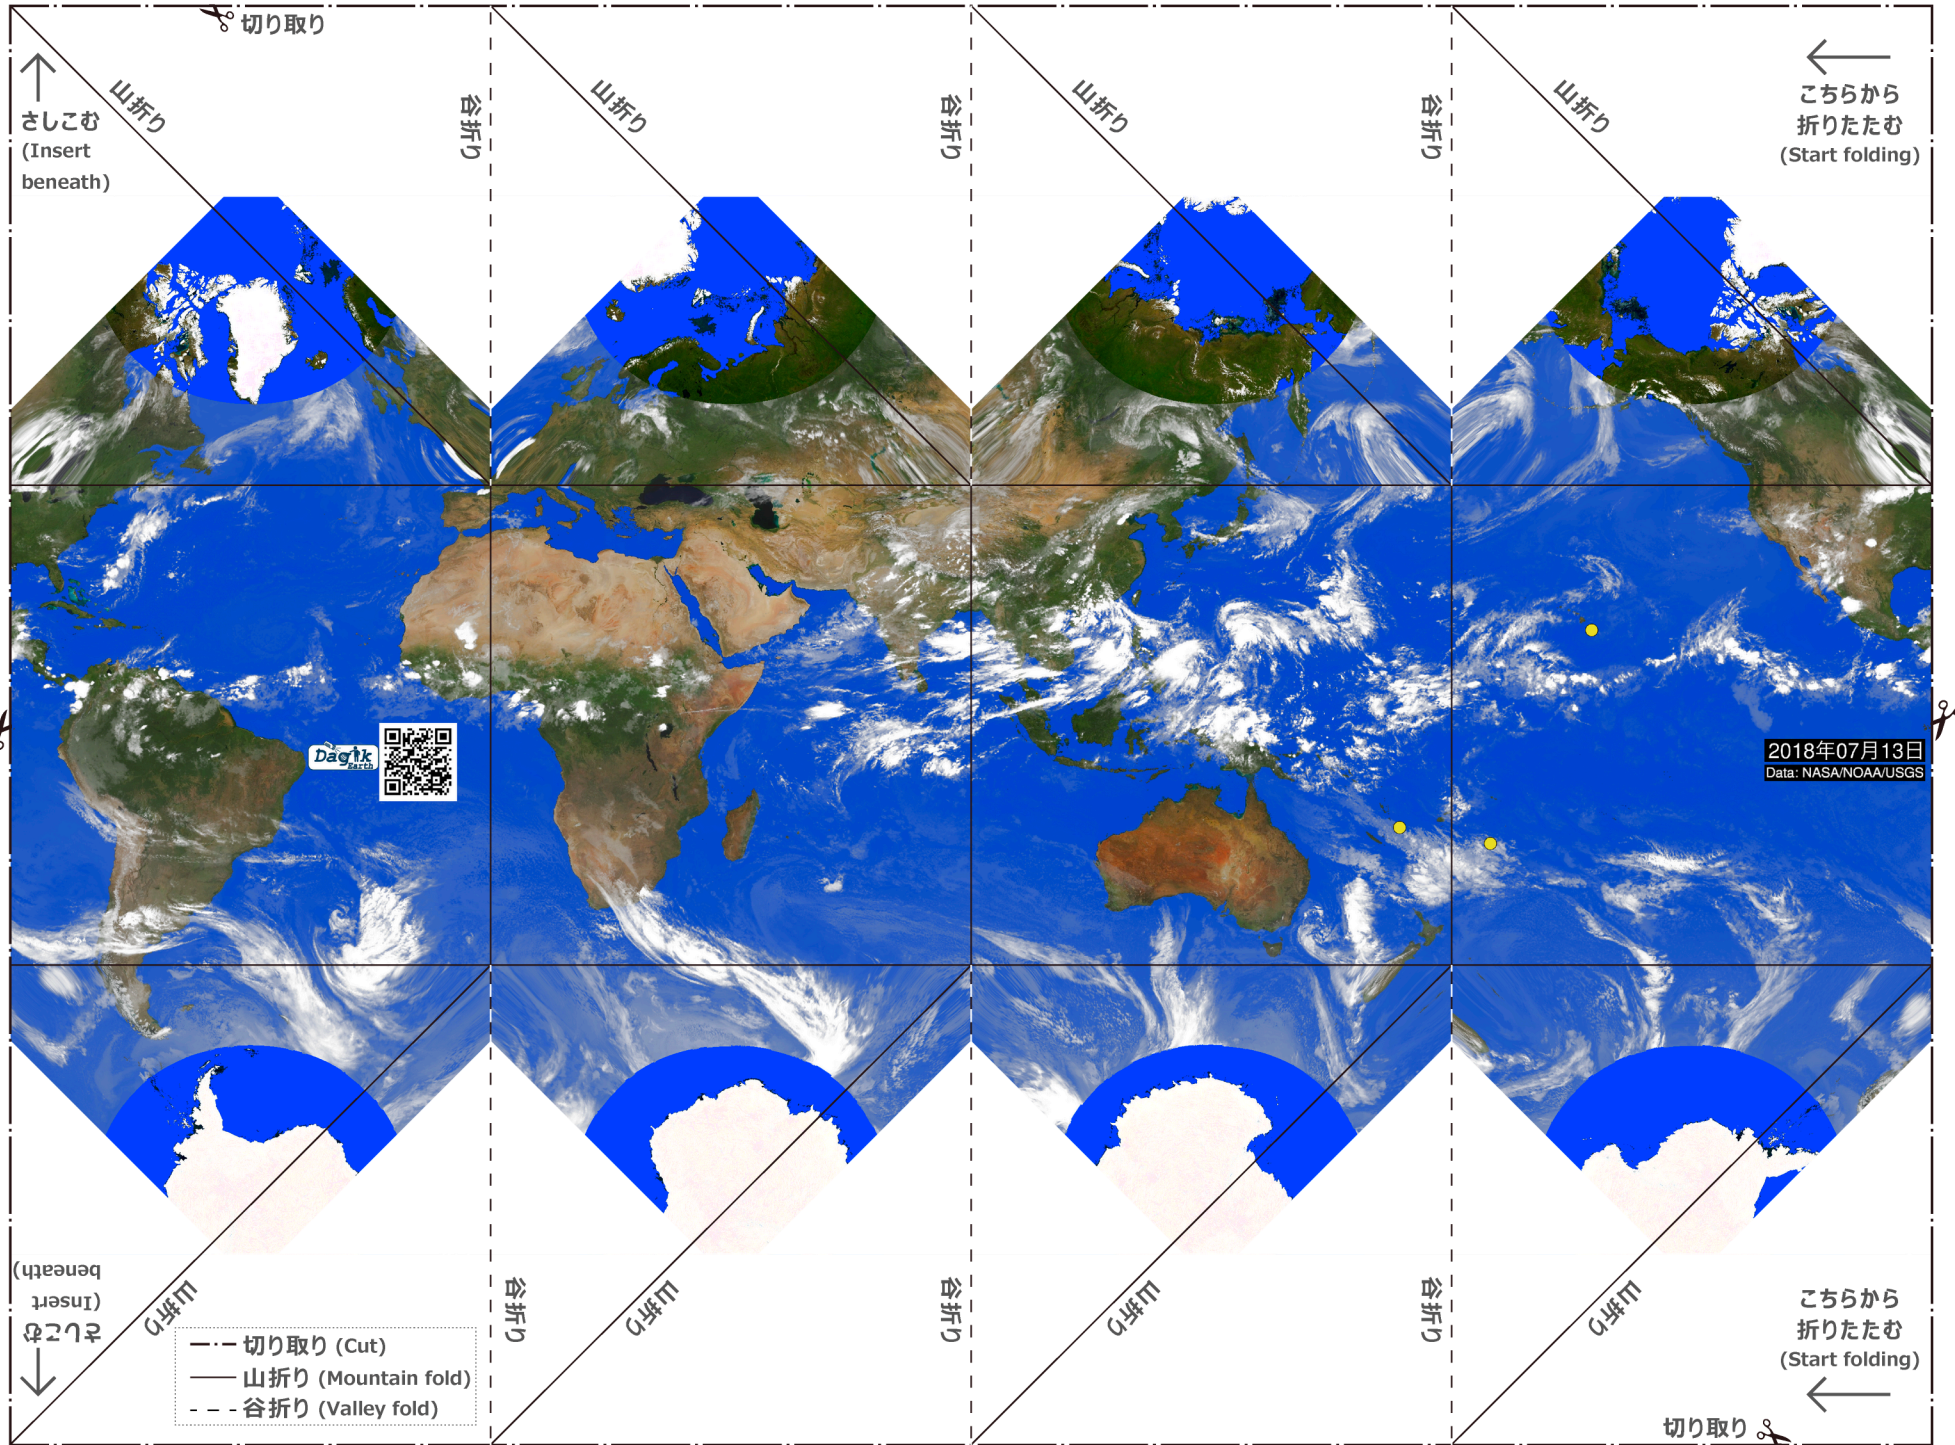 切り取り
さしこむ
(Insert
beneath)
山折り
谷折り
山折り
谷折り
山折り
谷折り
山折り
こちらから
折りたたむ
(Start folding)
Dagik
Earth
2018年07月13日
Data: NASA/NOAA/USGS
さしこむ
(Insert
beneath)
山折り
谷折り
山折り
谷折り
山折り
谷折り
山折り
こちらから
折りたたむ
(Start folding)
切り取り (Cut)
山折り (Mountain fold)
谷折り (Valley fold)
切り取り